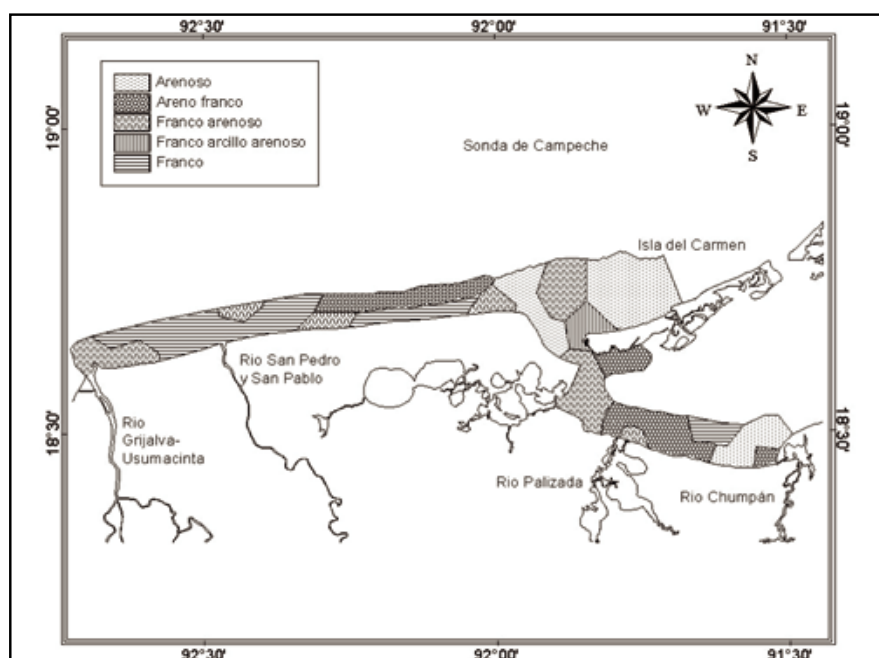 92°30'
92°00'
91°30'
Arenoso
Areno franco
Franco arenoso
Franco arcillo arenoso
Franco
N
W
E
S
19°00'
19°00'
Sonda de Campeche
Isla del Carmen
Rio San Pedro
y San Pablo
Rio
Grijalva-
Usumacinta
18°30'
18°30'
Rio Palizada
Rio Chumpán
92°30'
92°00'
91°30'